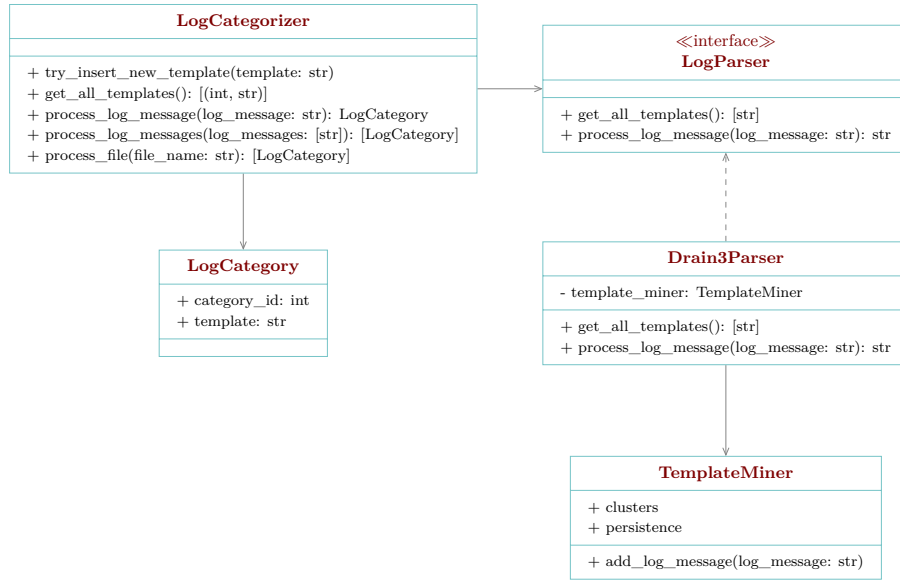 LogCategorizer
+ try_insert_new_template(template: str)
+ get_all_templates(): [(int, str)]
+ process_log_message(log_message: str): LogCategory
+ process_log_messages(log_messages: [str]): [LogCategory]
+ process_file(file_name: str): [LogCategory]
≪interface≫
LogParser
+ get_all_templates(): [str]
+ process_log_message(log_message: str): str
LogCategory
+ category_id: int
+ template: str
Drain3Parser
- template_miner: TemplateMiner
+ get_all_templates(): [str]
+ process_log_message(log_message: str): str
TemplateMiner
+ clusters
+ persistence
+ add_log_message(log_message: str)